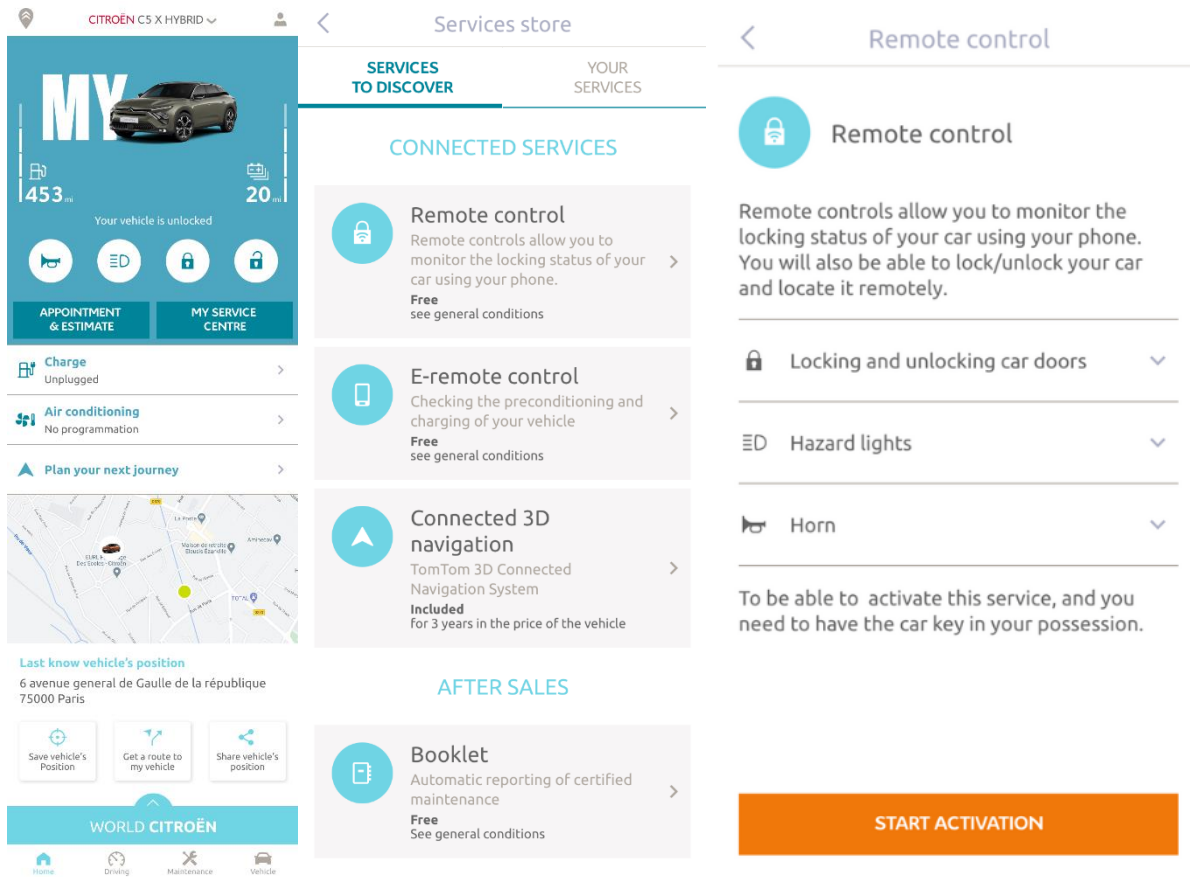 CITROËN C5 X HYBRID
MY
453 mi
20 mi
Your vehicle is unlocked
APPOINTMENT
& ESTIMATE
MY SERVICE
CENTRE
Charge
Unplugged
Air conditioning
No programmation
Plan your next journey
La Poste
Maison de retraite
TOTAL
Last know vehicle's position
6 avenue general de Gaulle de la république
75000 Paris
Save vehicle's
Position
Get a route to
my vehicle
Share vehicle's
position
WORLD CITROËN
Home
Driving
Maintenance
Vehicle
Services store
SERVICES
TO DISCOVER
YOUR
SERVICES
CONNECTED SERVICES
Remote control
Remote controls allow you to
monitor the locking status of your
car using your phone.
Free
see general conditions
E-remote control
Checking the preconditioning and
charging of your vehicle
Free
see general conditions
Connected 3D
navigation
TomTom 3D Connected
Navigation System
Included
for 3 years in the price of the vehicle
AFTER SALES
Booklet
Automatic reporting of certified
maintenance
Free
See general conditions
Remote control
Remote control
Remote controls allow you to monitor the
locking status of your car using your phone.
You will also be able to lock/unlock your car
and locate it remotely.
Locking and unlocking car doors
Hazard lights
Horn
To be able to  activate this service, and you
need to have the car key in your possession.
START ACTIVATION